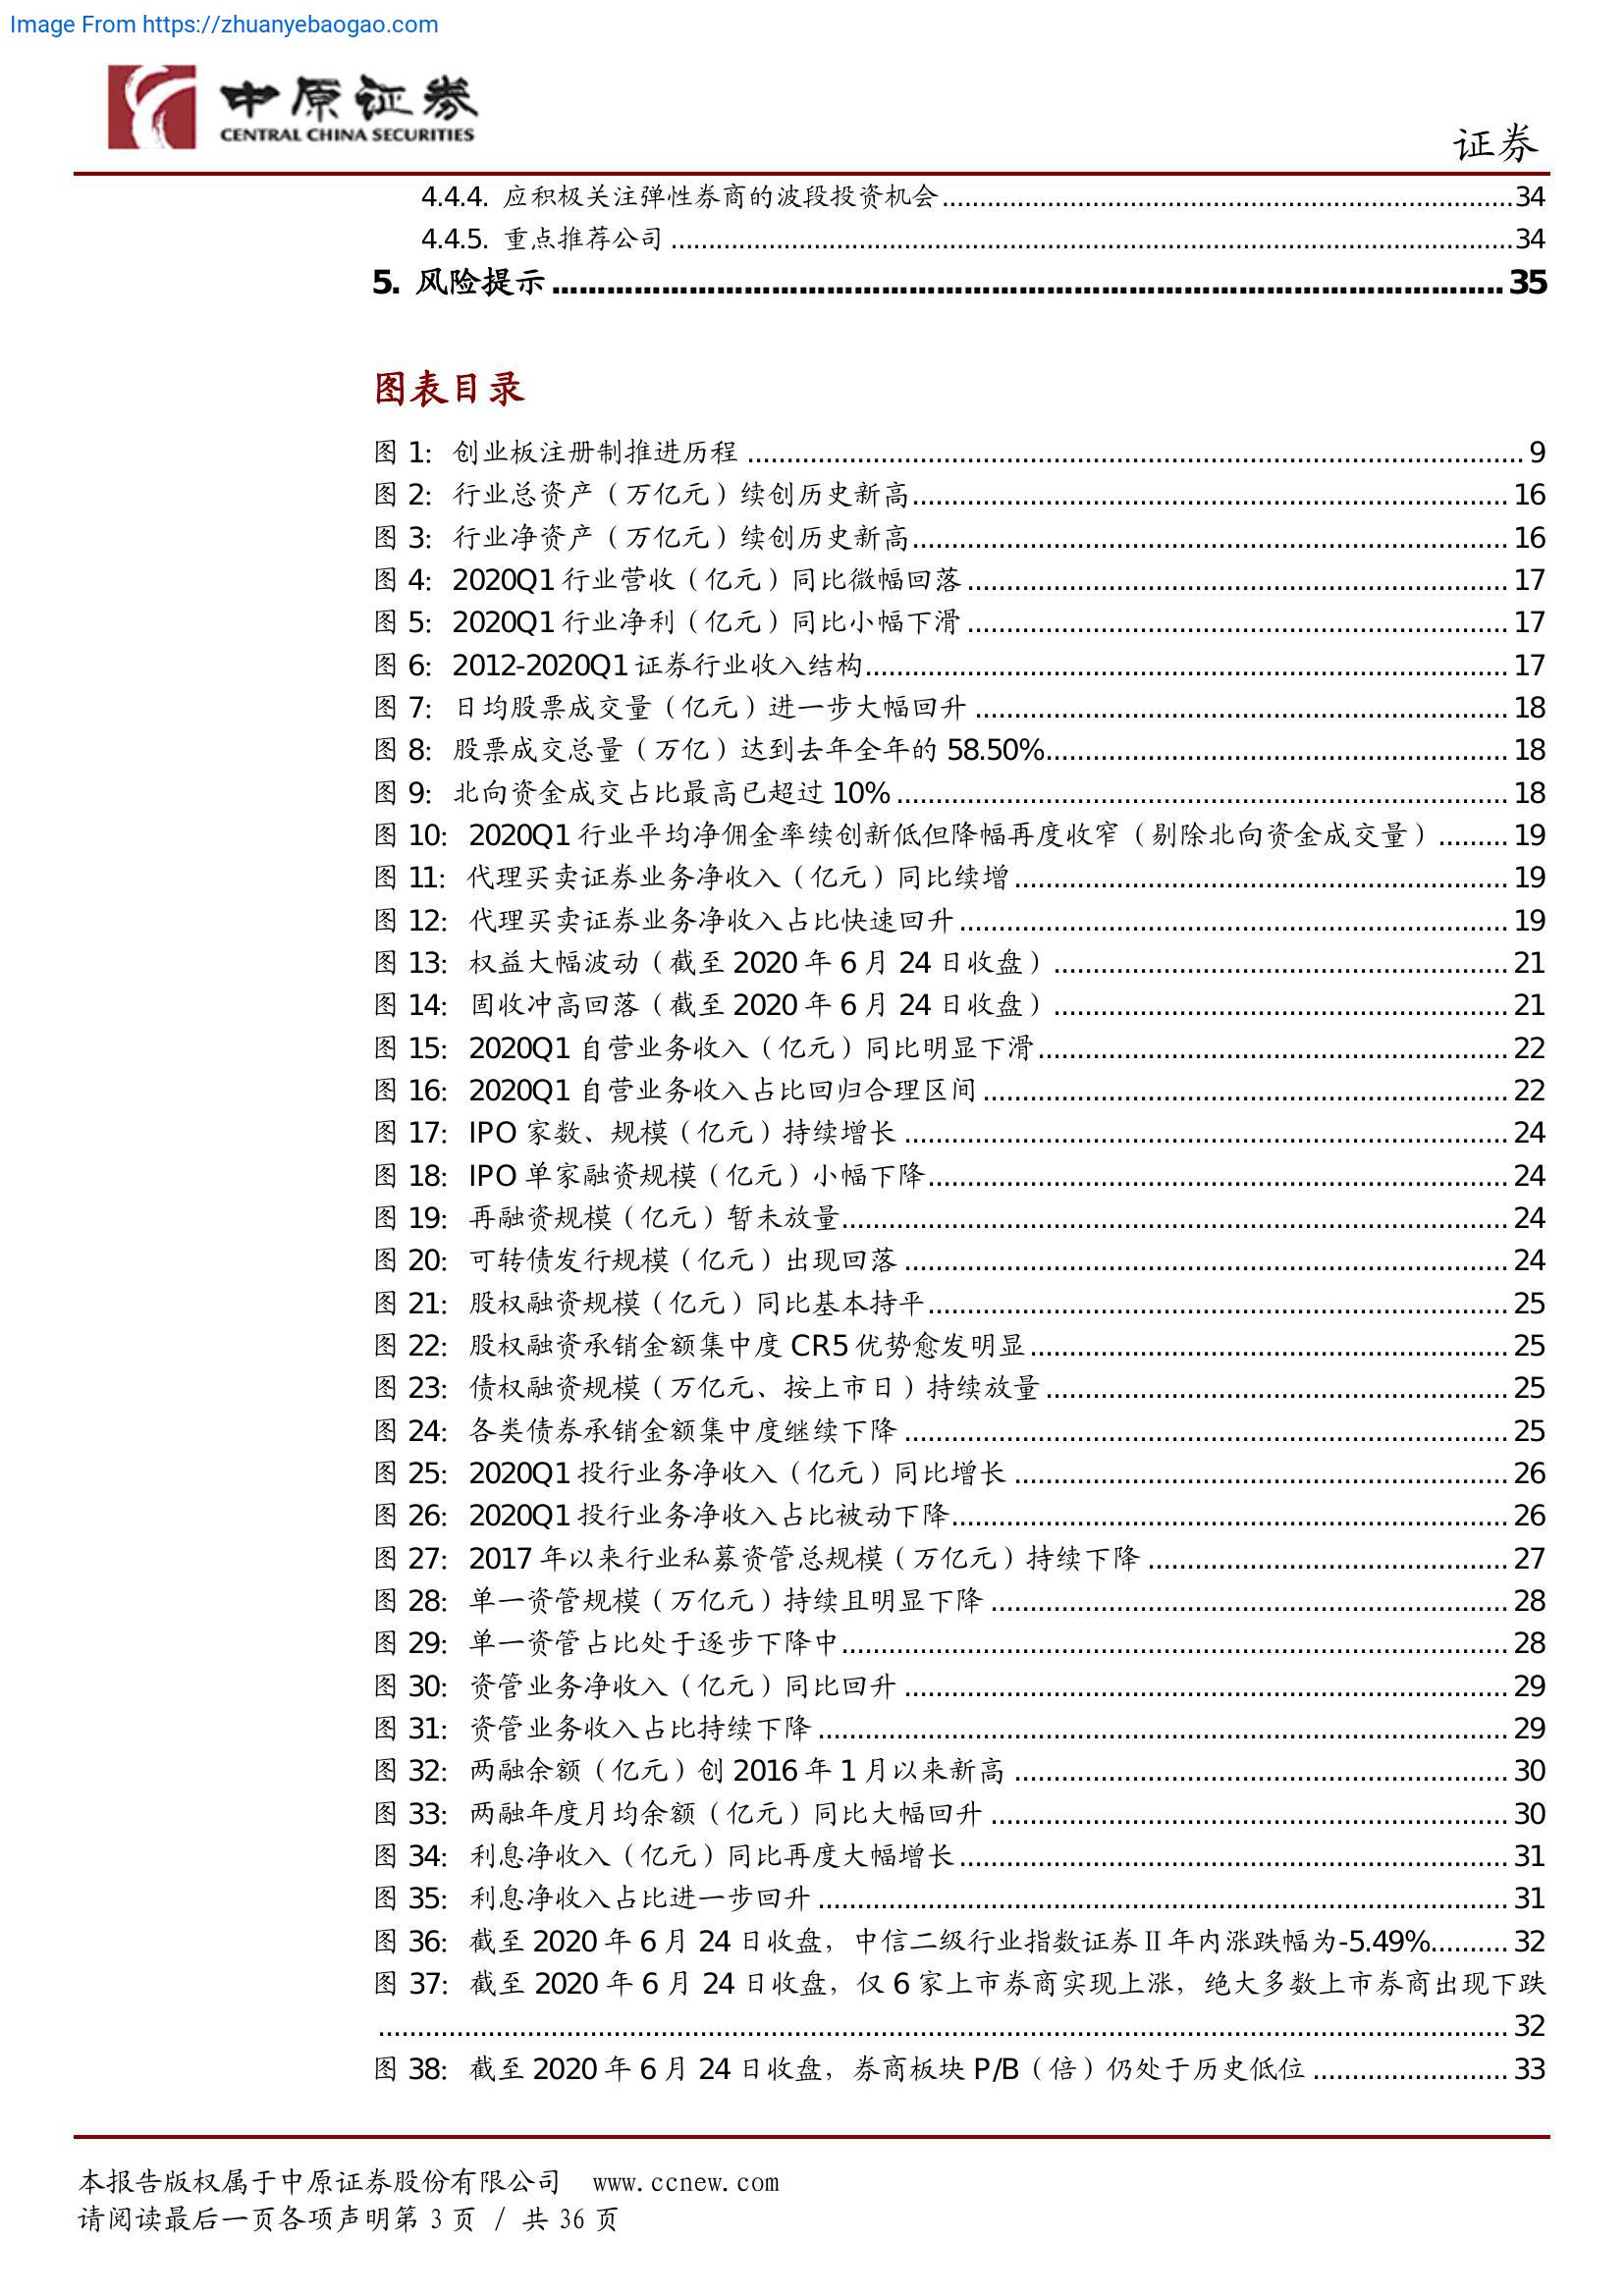 Image From https://zhuanyebaogao.com
中原证券
CENTRAL CHINA SECURITIES
证券
4.4.4. 应积极关注弹性券商的波段投资机会........34
4.4.5. 重点推荐公司........34
5. 风险提示........35
图表目录
图 1: 创业板注册制推进历程........9
图 2: 行业总资产（万亿元）续创历史新高........16
图 3: 行业净资产（万亿元）续创历史新高........16
图 4: 2020Q1 行业营收（亿元）同比微幅回落........17
图 5: 2020Q1 行业净利（亿元）同比小幅下滑........17
图 6: 2012-2020Q1 证券行业收入结构........17
图 7: 日均股票成交量（亿元）进一步大幅回升........18
图 8: 股票成交总量（万亿）达到去年全年的 58.50%........18
图 9: 北向资金成交占比最高已超过 10%........18
图 10: 2020Q1 行业平均净佣金率续创新低但降幅再度收窄（剔除北向资金成交量）........19
图 11: 代理买卖证券业务净收入（亿元）同比续增........19
图 12: 代理买卖证券业务净收入占比快速回升........19
图 13: 权益大幅波动（截至 2020 年 6 月 24 日收盘）........21
图 14: 固收冲高回落（截至 2020 年 6 月 24 日收盘）........21
图 15: 2020Q1 自营业务收入（亿元）同比明显下滑........22
图 16: 2020Q1 自营业务收入占比回归合理区间........22
图 17: IPO 家数、规模（亿元）持续增长........24
图 18: IPO 单家融资规模（亿元）小幅下降........24
图 19: 再融资规模（亿元）暂未放量........24
图 20: 可转债发行规模（亿元）出现回落........24
图 21: 股权融资规模（亿元）同比基本持平........25
图 22: 股权融资承销金额集中度 CR5 优势愈发明显........25
图 23: 债权融资规模（万亿元、按上市日）持续放量........25
图 24: 各类债券承销金额集中度继续下降........25
图 25: 2020Q1 投行业务净收入（亿元）同比增长........26
图 26: 2020Q1 投行业务净收入占比被动下降........26
图 27: 2017 年以来行业私募资管总规模（万亿元）持续下降........27
图 28: 单一资管规模（万亿元）持续且明显下降........28
图 29: 单一资管占比处于逐步下降中........28
图 30: 资管业务净收入（亿元）同比回升........29
图 31: 资管业务收入占比持续下降........29
图 32: 两融余额（亿元）创 2016 年 1 月以来新高........30
图 33: 两融年度月均余额（亿元）同比大幅回升........30
图 34: 利息净收入（亿元）同比再度大幅增长........31
图 35: 利息净收入占比进一步回升........31
图 36: 截至 2020 年 6 月 24 日收盘，中信二级行业指数证券Ⅱ年内涨跌幅为-5.49%........32
图 37: 截至 2020 年 6 月 24 日收盘，仅 6 家上市券商实现上涨，绝大多数上市券商出现下跌
........32
图 38: 截至 2020 年 6 月 24 日收盘，券商板块 P/B（倍）仍处于历史低位........33
本报告版权属于中原证券股份有限公司 www.ccnew.com
请阅读最后一页各项声明第 3 页 / 共 36 页